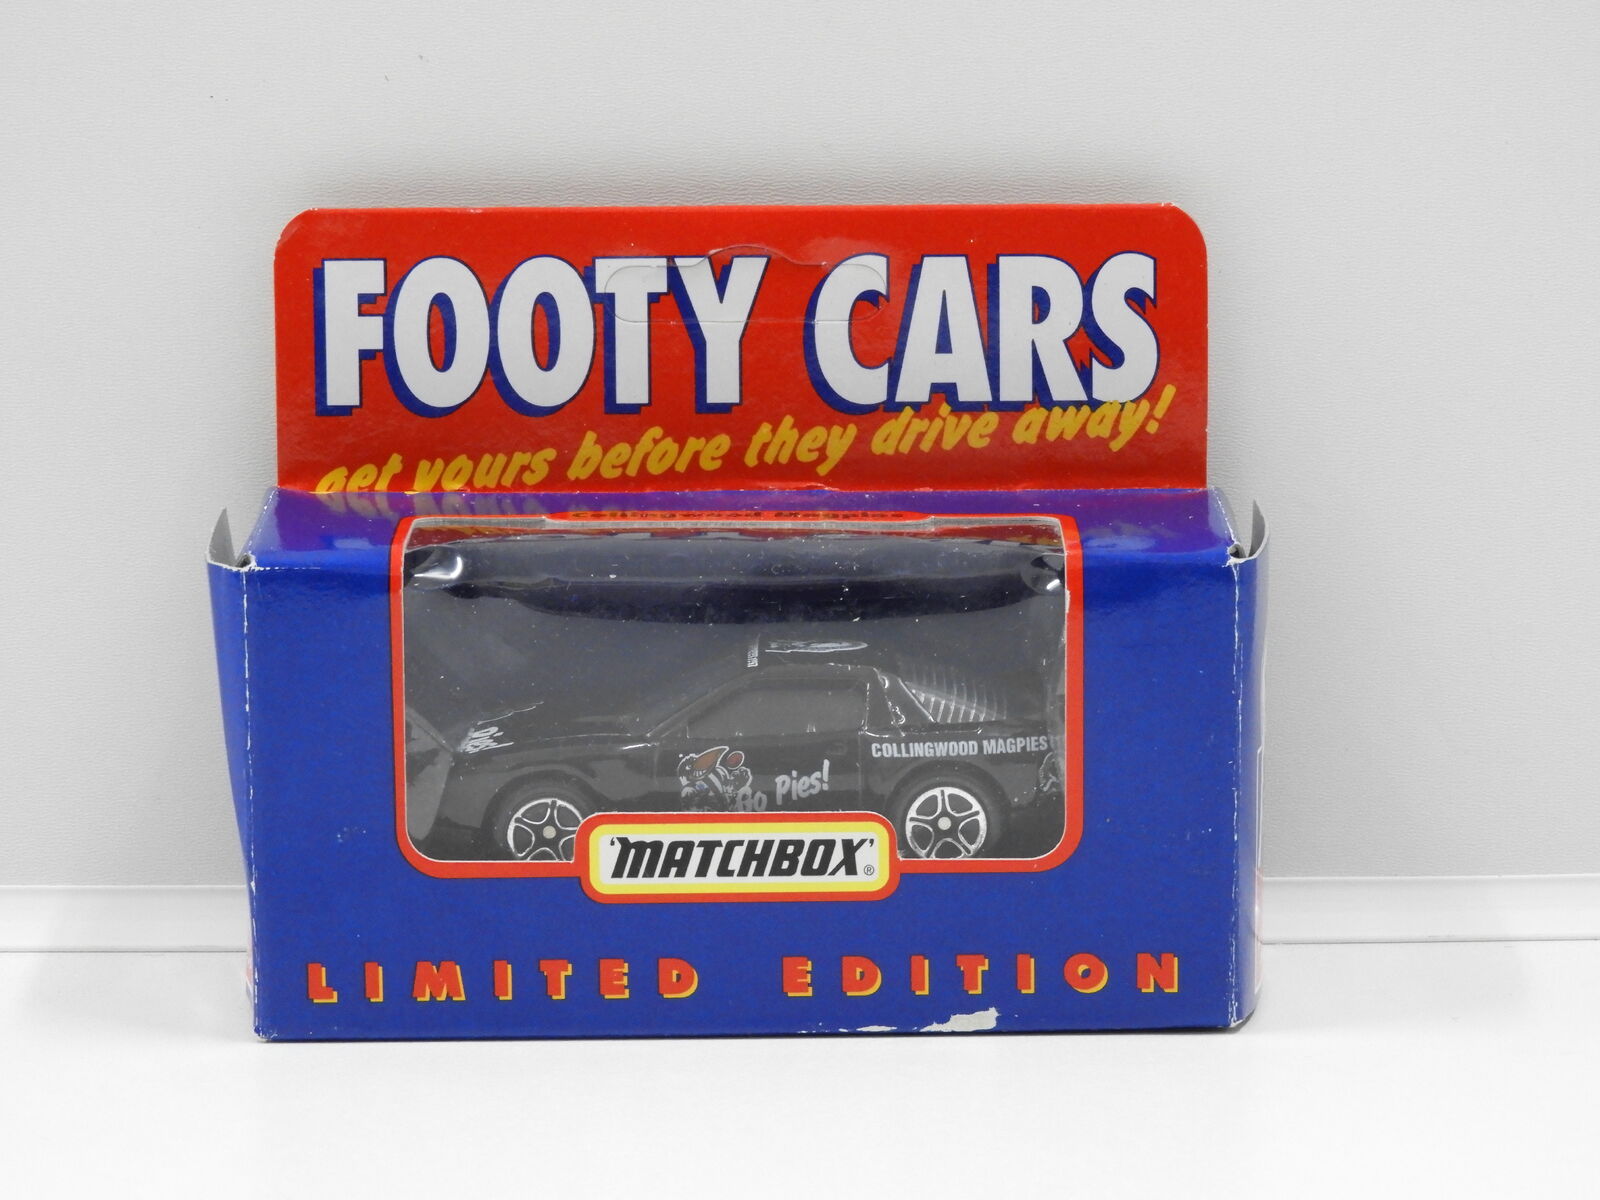 FOOTY CARS
get yours before they drive away!
Collingwood Magpies
COLLINGWOOD MAGPIES
Go Pies!
'MATCHBOX'®
LIMITED EDITION